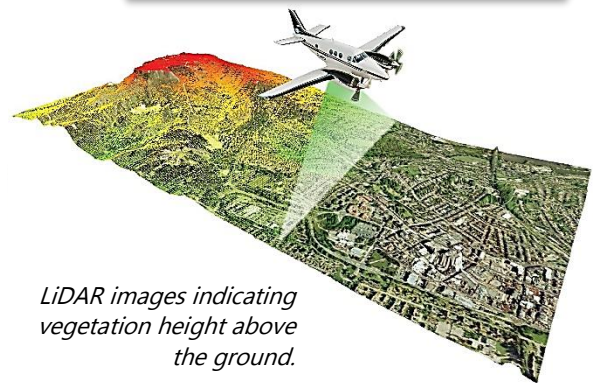 LiDAR images indicating
vegetation height above
the ground.